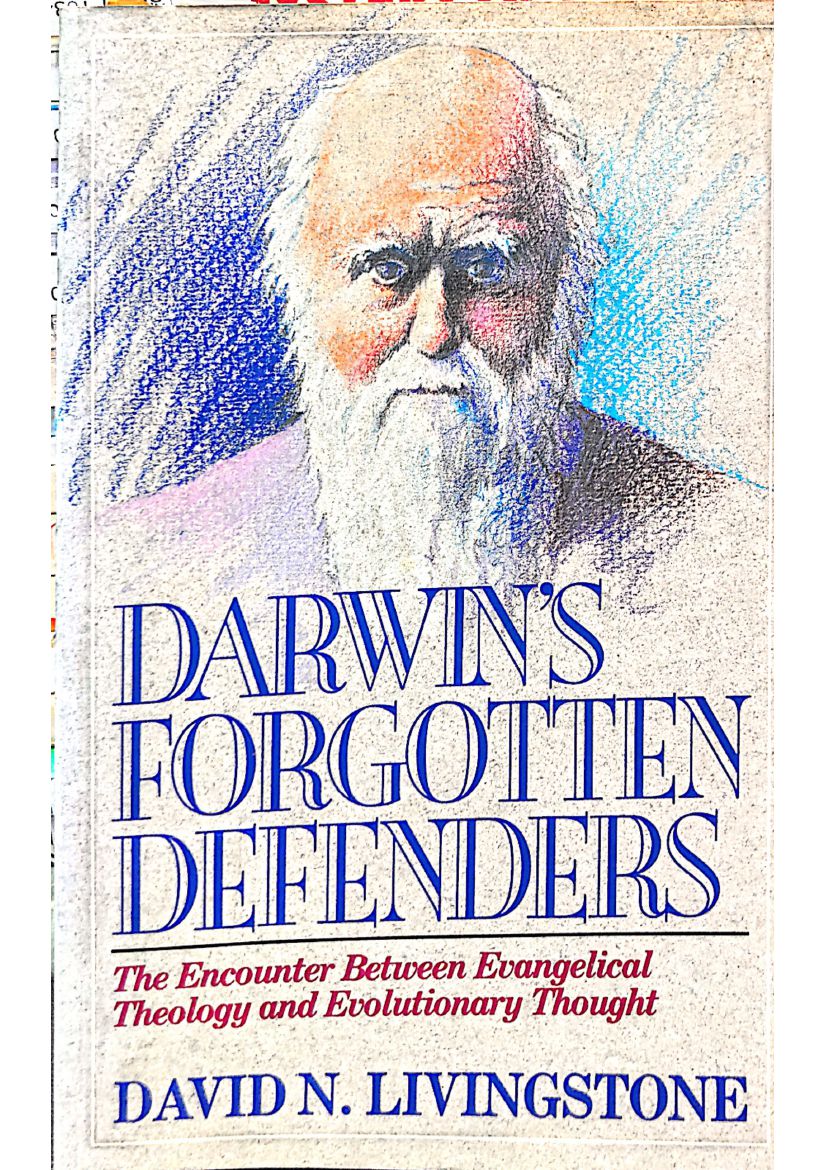 DARWIN'S
FORGOTTEN
DEFENDERS
The Encounter Between Evangelical
Theology and Evolutionary Thought
DAVID N. LIVINGSTONE